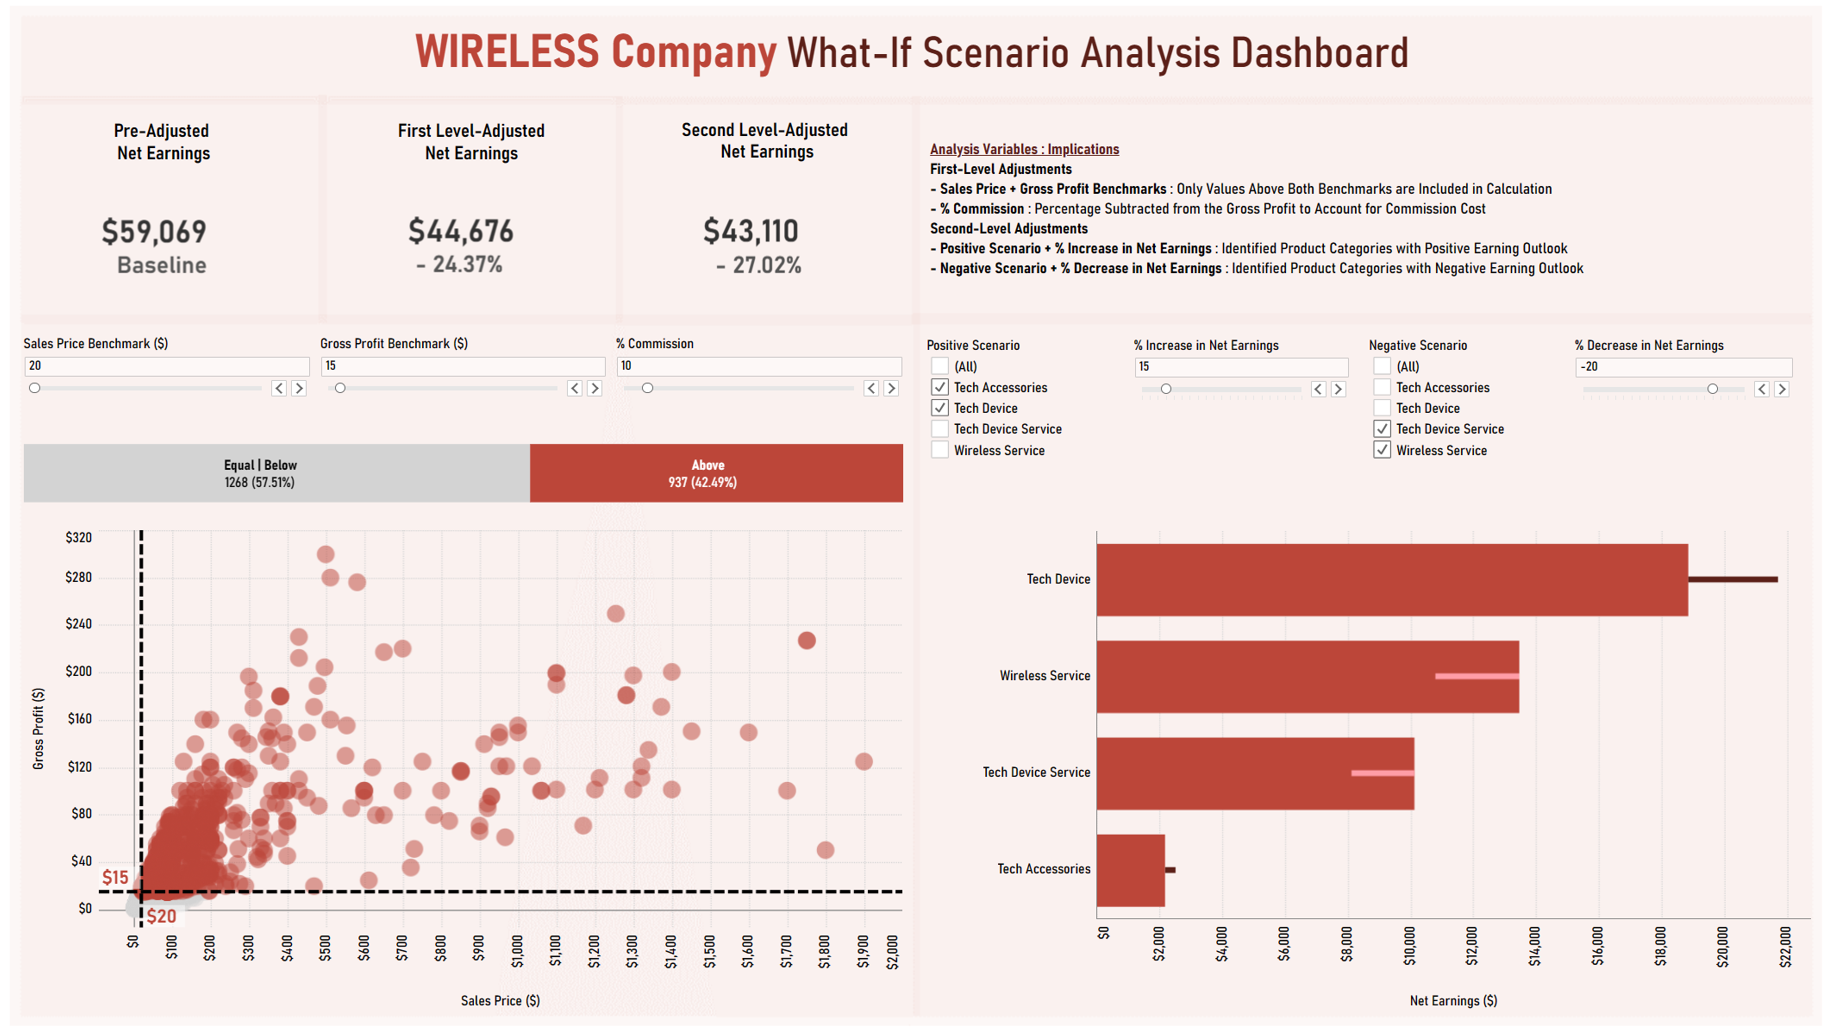 WIRELESS Company What-If Scenario Analysis Dashboard
Pre-Adjusted
Net Earnings
$59,069
Baseline
First Level-Adjusted
Net Earnings
$44,676
- 24.37%
Second Level-Adjusted
Net Earnings
$43,110
- 27.02%
Analysis Variables : Implications
First-Level Adjustments
- Sales Price + Gross Profit Benchmarks : Only Values Above Both Benchmarks are Included in Calculation
- % Commission : Percentage Subtracted from the Gross Profit to Account for Commission Cost
Second-Level Adjustments
- Positive Scenario + % Increase in Net Earnings : Identified Product Categories with Positive Earning Outlook
- Negative Scenario + % Decrease in Net Earnings : Identified Product Categories with Negative Earning Outlook
Sales Price Benchmark ($)
20
Gross Profit Benchmark ($)
15
% Commission
10
Positive Scenario
(All)
Tech Accessories
Tech Device
Tech Device Service
Wireless Service
% Increase in Net Earnings
15
Negative Scenario
(All)
Tech Accessories
Tech Device
Tech Device Service
Wireless Service
% Decrease in Net Earnings
-20
Equal | Below
1268 (57.51%)
Above
937 (42.49%)
Gross Profit ($)
$320
$280
$240
$200
$160
$120
$80
$40
$0
$15
$20
$0
$100
$200
$300
$400
$500
$600
$700
$800
$900
$1,000
$1,100
$1,200
$1,300
$1,400
$1,500
$1,600
$1,700
$1,800
$1,900
$2,000
Sales Price ($)
Tech Device
Wireless Service
Tech Device Service
Tech Accessories
$0
$2,000
$4,000
$6,000
$8,000
$10,000
$12,000
$14,000
$16,000
$18,000
$20,000
$22,000
Net Earnings ($)